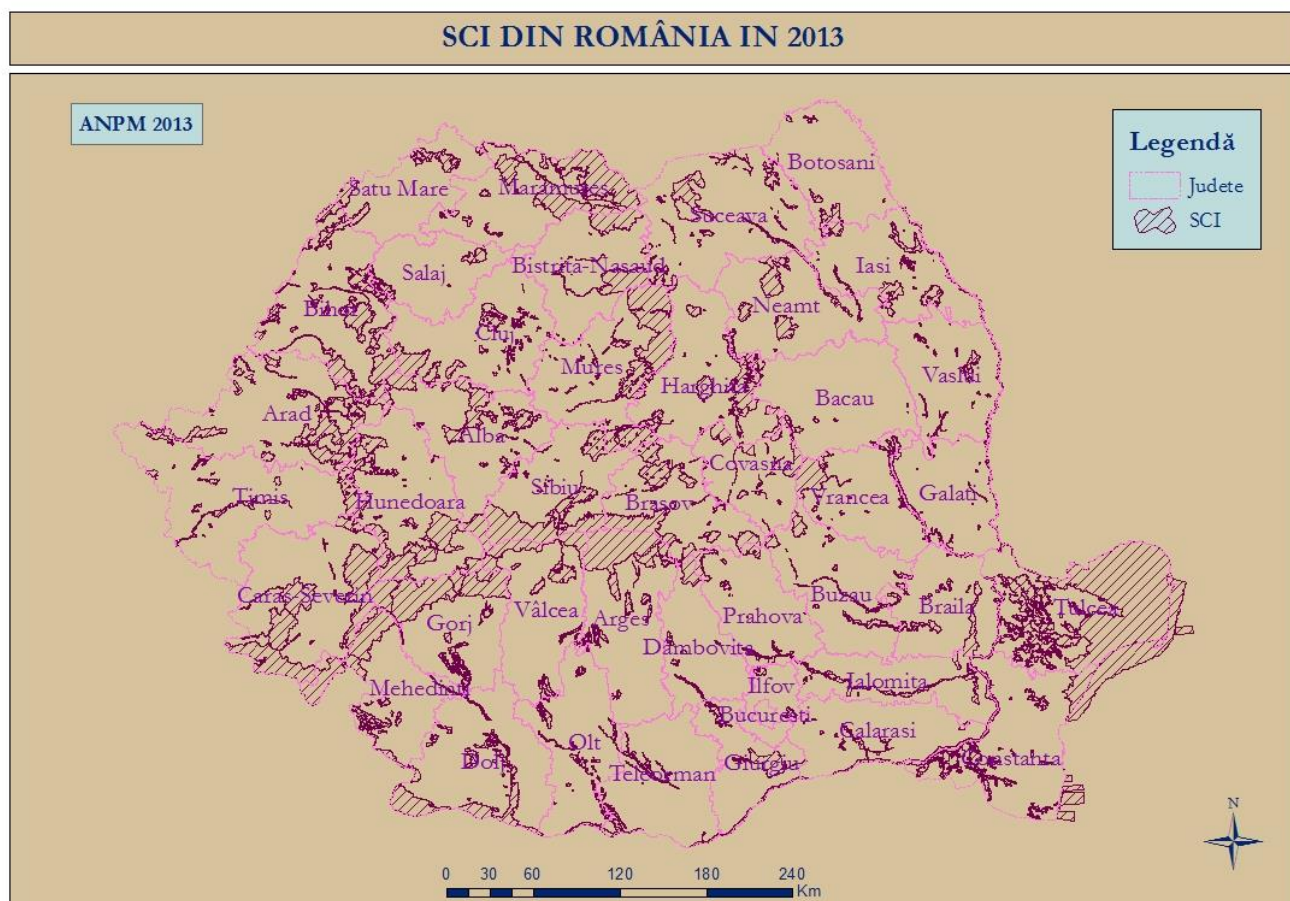 SCI DIN ROMÂNIA IN 2013
ANPM 2013
Legendă
Judete
SCI
Botosani
Satu Mare
Maramures
Suceava
Salaj
Bistrita-Nasaud
Iasi
Neamt
Bihor
Cluj
Mures
Harghita
Vaslui
Bacau
Arad
Alba
Covasna
Timis
Hunedoara
Sibiu
Brasov
Vrancea
Galati
Caras-Severin
Vâlcea
Arges
Buzau
Braila
Tulcea
Gorj
Prahova
Dâmbovita
Mehedinti
Ilfov
Ialomita
Bucuresti
Calarasi
Olt
Dolj
Teleorman
Giurgiu
Constanta
N
0 30 60 120 180 240
Km